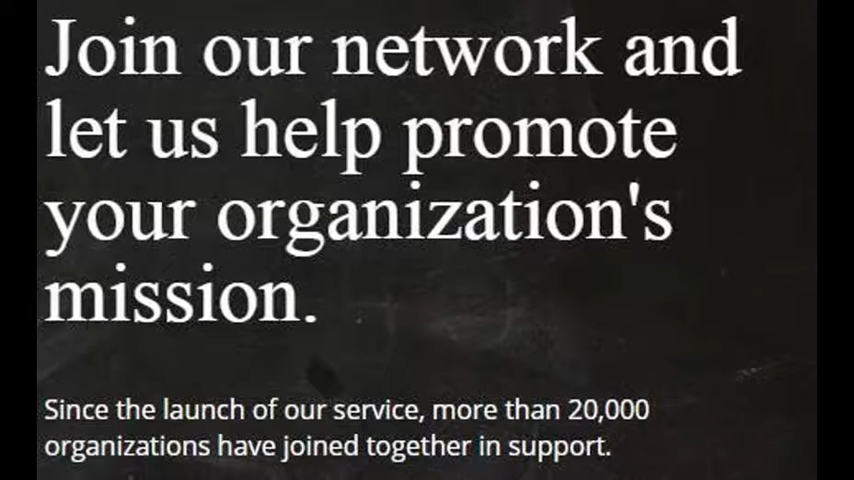 Join our network and
let us help promote
your organization's
mission.
Since the launch of our service, more than 20,000
organizations have joined together in support.